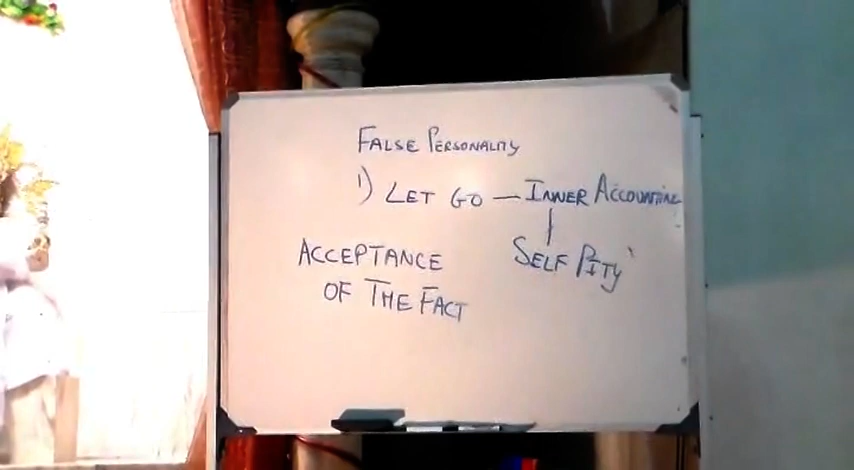 FALSE PERSONALITY
1) LET GO — INNER ACCOUNTING
SELF PITY
ACCEPTANCE
OF THE FACT